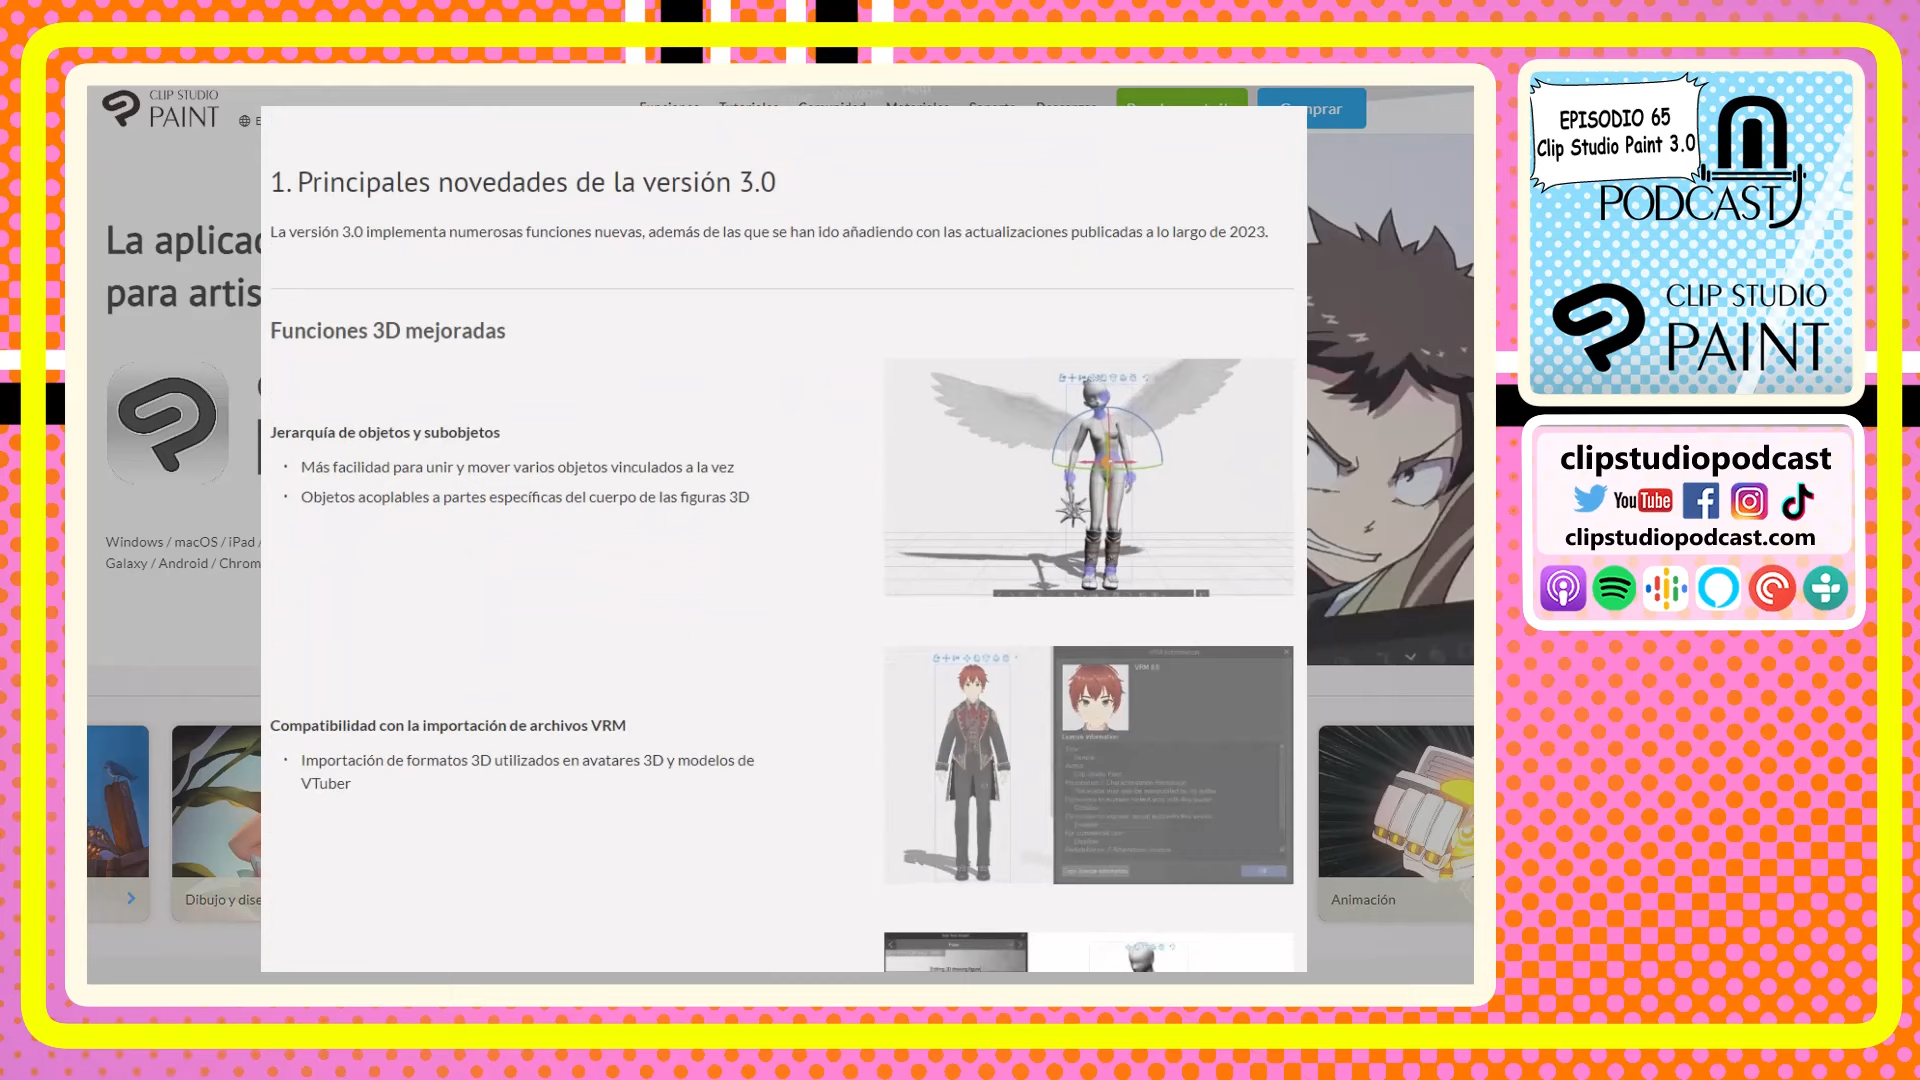 CLIP STUDIO
PAINT
La aplicac
para artis
Windows / macOS / iPad /
Galaxy / Android / Chrom
Comprar
1. Principales novedades de la versión 3.0
La versión 3.0 implementa numerosas funciones nuevas, además de las que se han ido añadiendo con las actualizaciones publicadas a lo largo de 2023.
Funciones 3D mejoradas
Jerarquía de objetos y subobjetos
· Más facilidad para unir y mover varios objetos vinculados a la vez
· Objetos acoplables a partes específicas del cuerpo de las figuras 3D
Compatibilidad con la importación de archivos VRM
· Importación de formatos 3D utilizados en avatares 3D y modelos de
VTuber
Dibujo y dise
Animación
EPISODIO 65
Clip Studio Paint 3.0
PODCAST
CLIP STUDIO
PAINT
clipstudiopodcast
YouTube
clipstudiopodcast.com